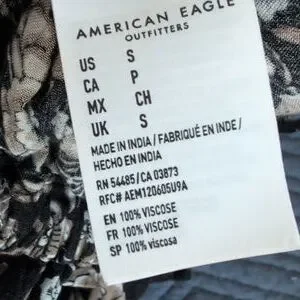 AMERICAN EAGLE
OUTFITTERS
US S
CA P
MX CH
UK S
MADE IN INDIA / FABRIQUÉ EN INDE /
HECHO EN INDIA
RN 54485 / CA 03873
RFC# AEM120605U9A
EN 100% VISCOSE
FR 100% VISCOSE
SP 100% viscosa